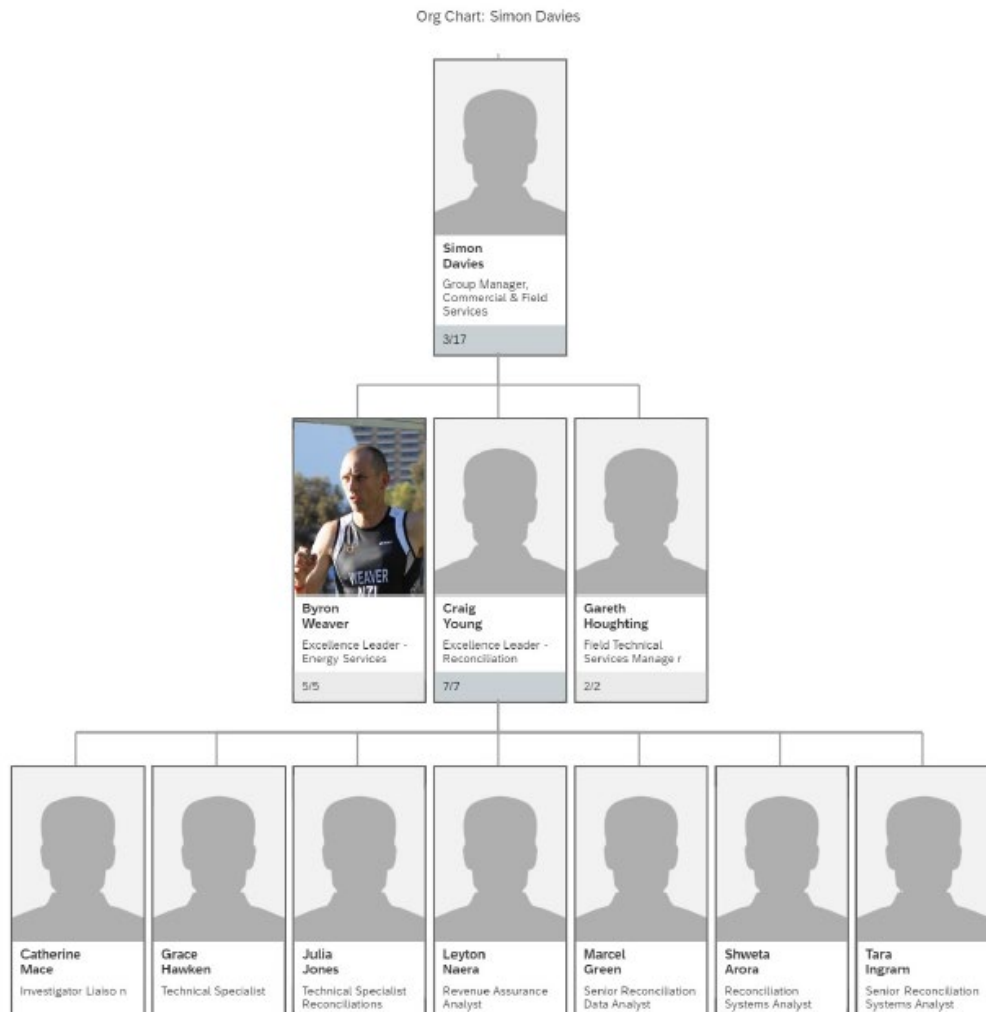 Org Chart: Simon Davies
Simon
Davies
Group Manager,
Commercial & Field
Services
3/17
WEAVER
NZL
Byron
Weaver
Excellence Leader -
Energy Services
5/5
Craig
Young
Excellence Leader -
Reconciliation
7/7
Gareth
Houghting
Field Technical
Services Manage r
2/2
Catherine
Mace
Investigator Liaiso n
Grace
Hawken
Technical Specialist
Julia
Jones
Technical Specialist
Reconciliations
Leyton
Naera
Revenue Assurance
Analyst
Marcel
Green
Senior Reconciliation
Data Analyst
Shweta
Arora
Reconciliation
Systems Analyst
Tara
Ingram
Senior Reconciliation
Systems Analyst